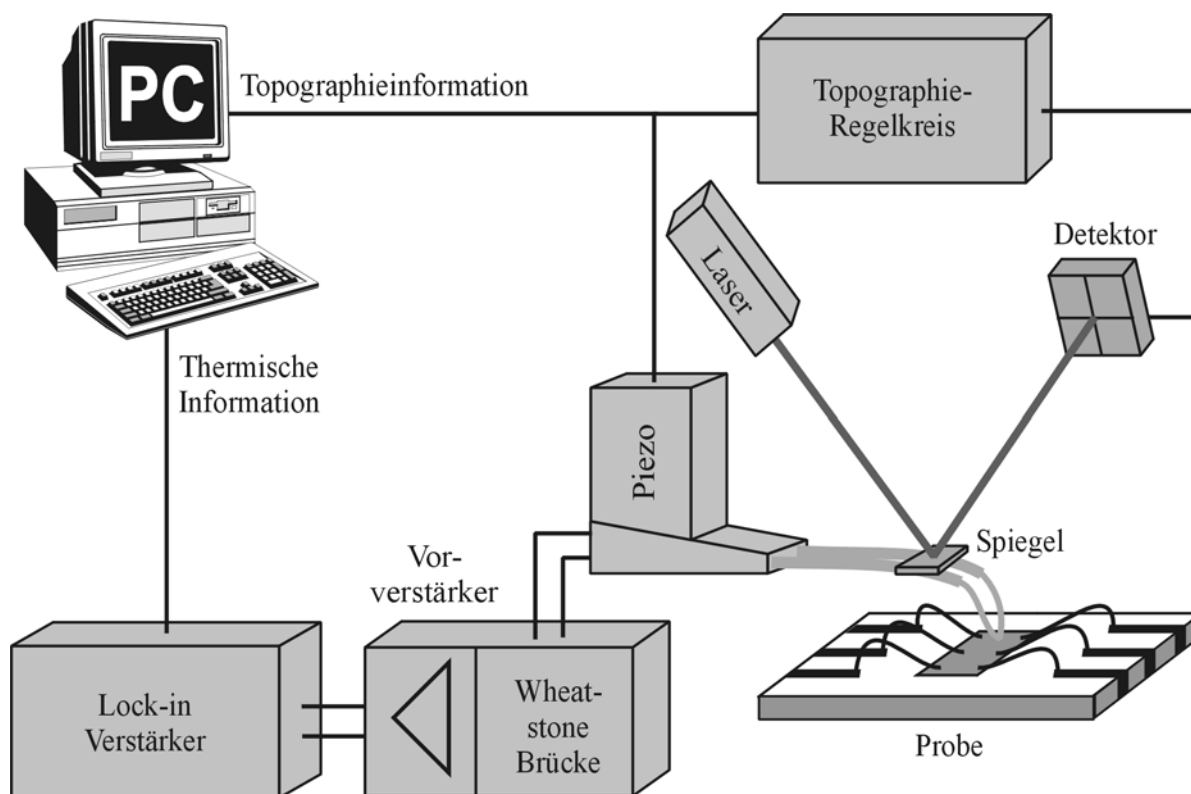 PC
Topographieinformation
Topographie-
Regelkreis
Laser
Detektor
Thermische
Information
Piezo
Spiegel
Vor-
verstärker
Lock-in
Verstärker
Wheat-
stone
Brücke
Probe